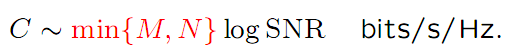 C ∼ min{M, N} log SNR bits/s/Hz.